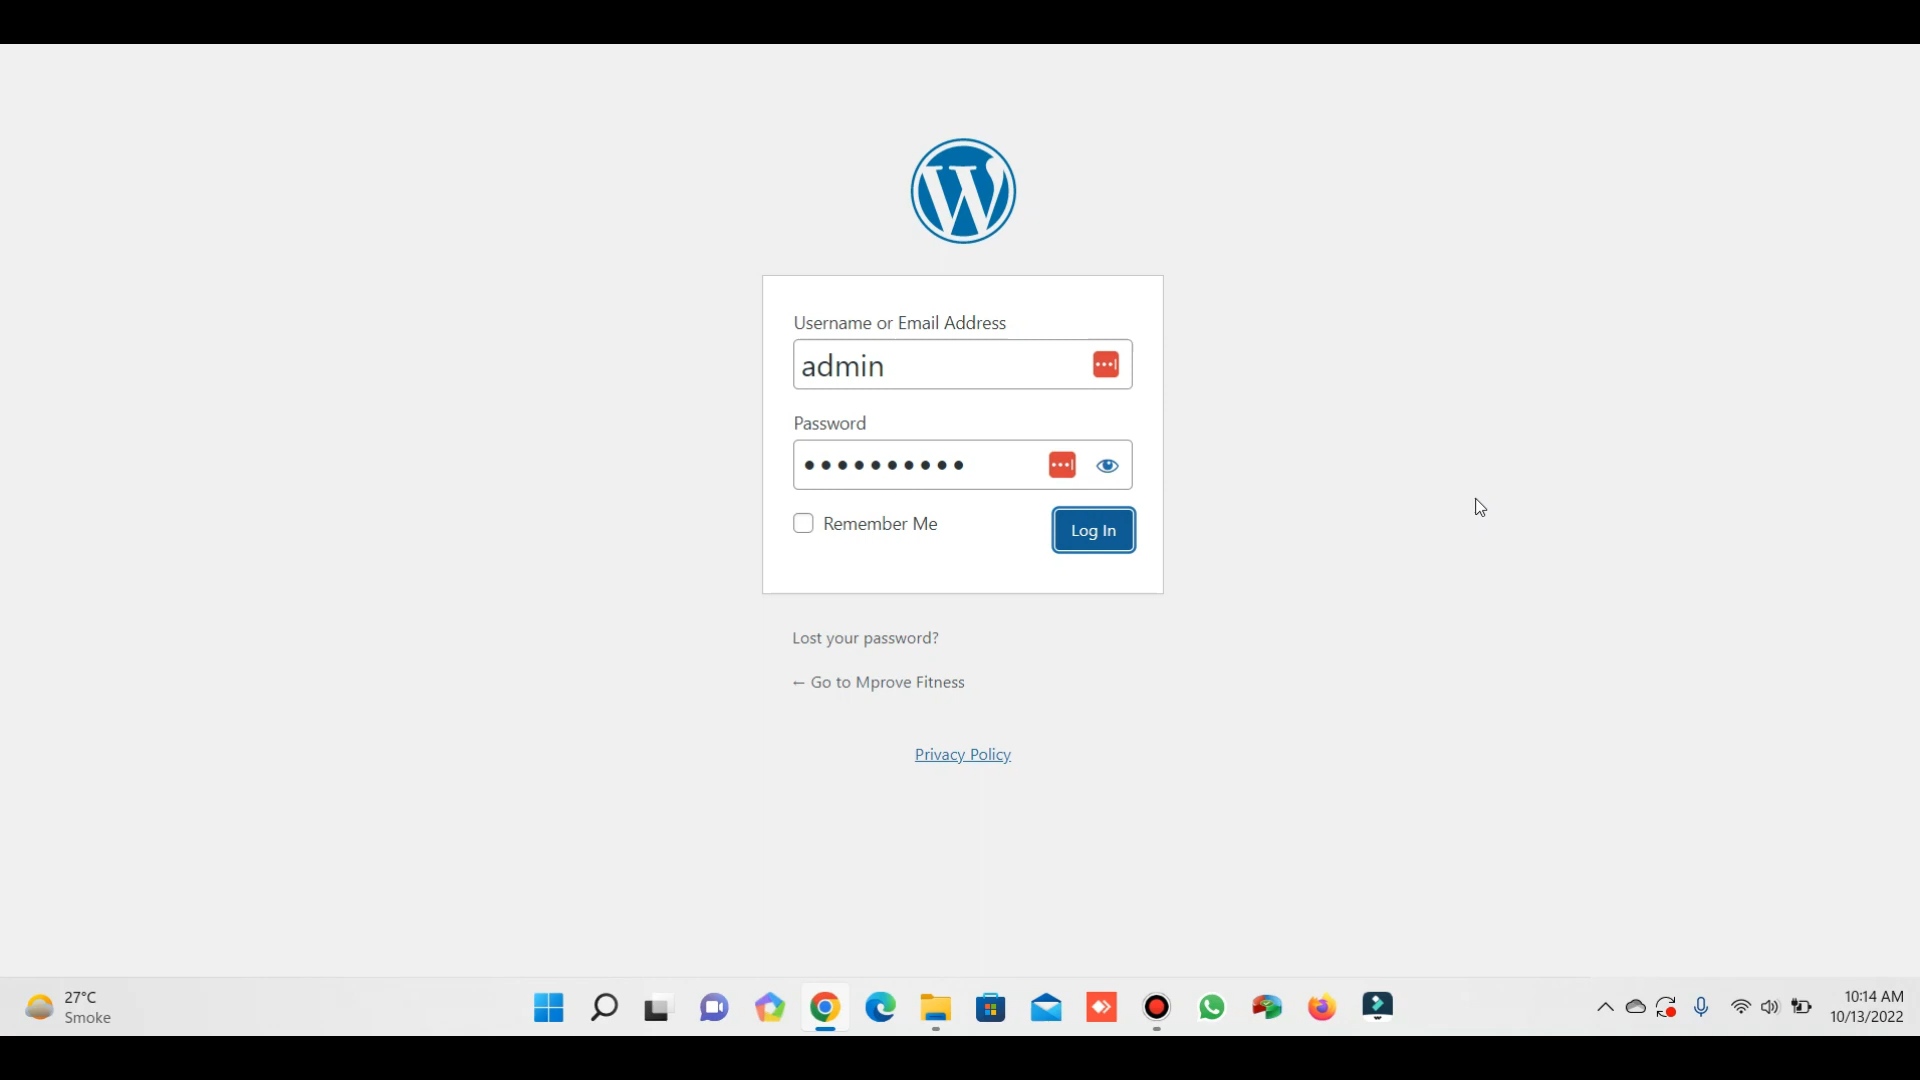 Username or Email Address
admin
Password
Remember Me
Log In
Lost your password?
← Go to Mprove Fitness
Privacy Policy
27°C
Smoke
10:14 AM
10/13/2022